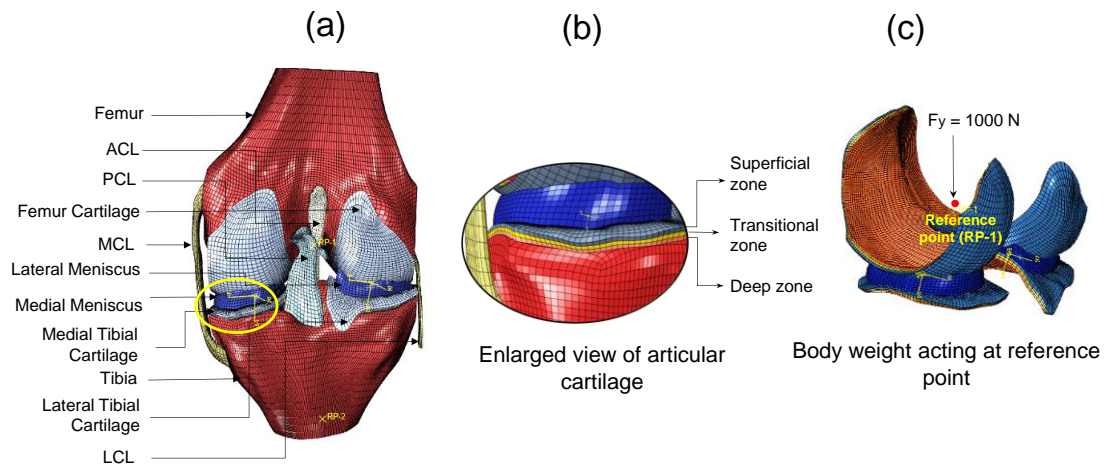 (a)
Femur
ACL
PCL
Femur Cartilage
MCL
Lateral Meniscus
Medial Meniscus
Medial Tibial
Cartilage
Tibia
Lateral Tibial
Cartilage
LCL
RP-1
RP-2
(b)
Superficial
zone
Transitional
zone
Deep zone
Enlarged view of articular
cartilage
(c)
Fy = 1000 N
Reference
point (RP-1)
Body weight acting at reference
point